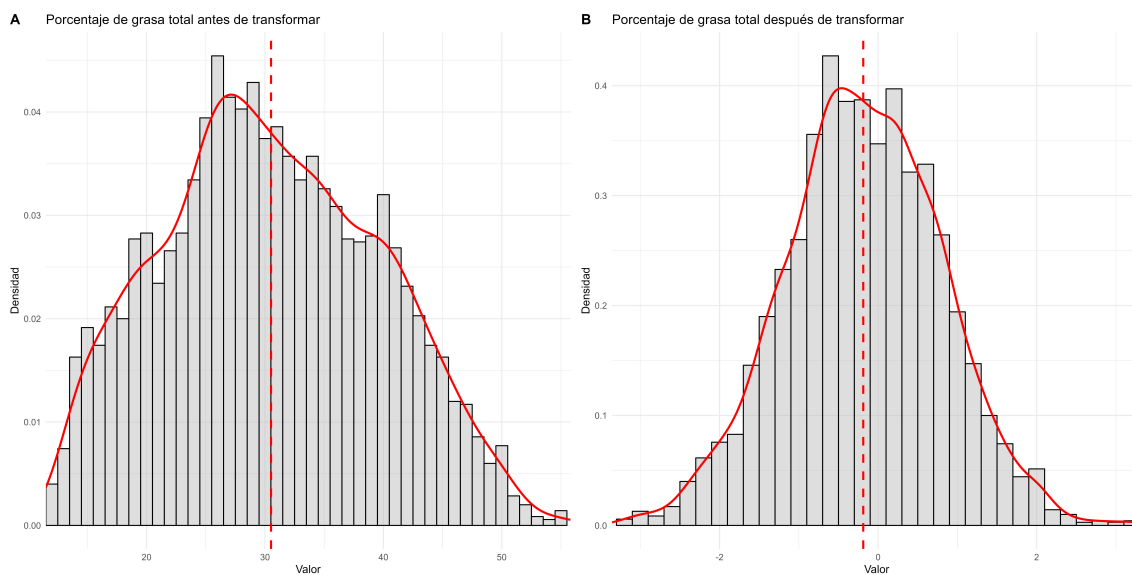 A Porcentaje de grasa total antes de transformar
Densidad
0.04
0.03
0.02
0.01
0.00
20 30 40 50
Valor
B Porcentaje de grasa total después de transformar
Densidad
0.4
0.3
0.2
0.1
0.0
-2 0 2
Valor